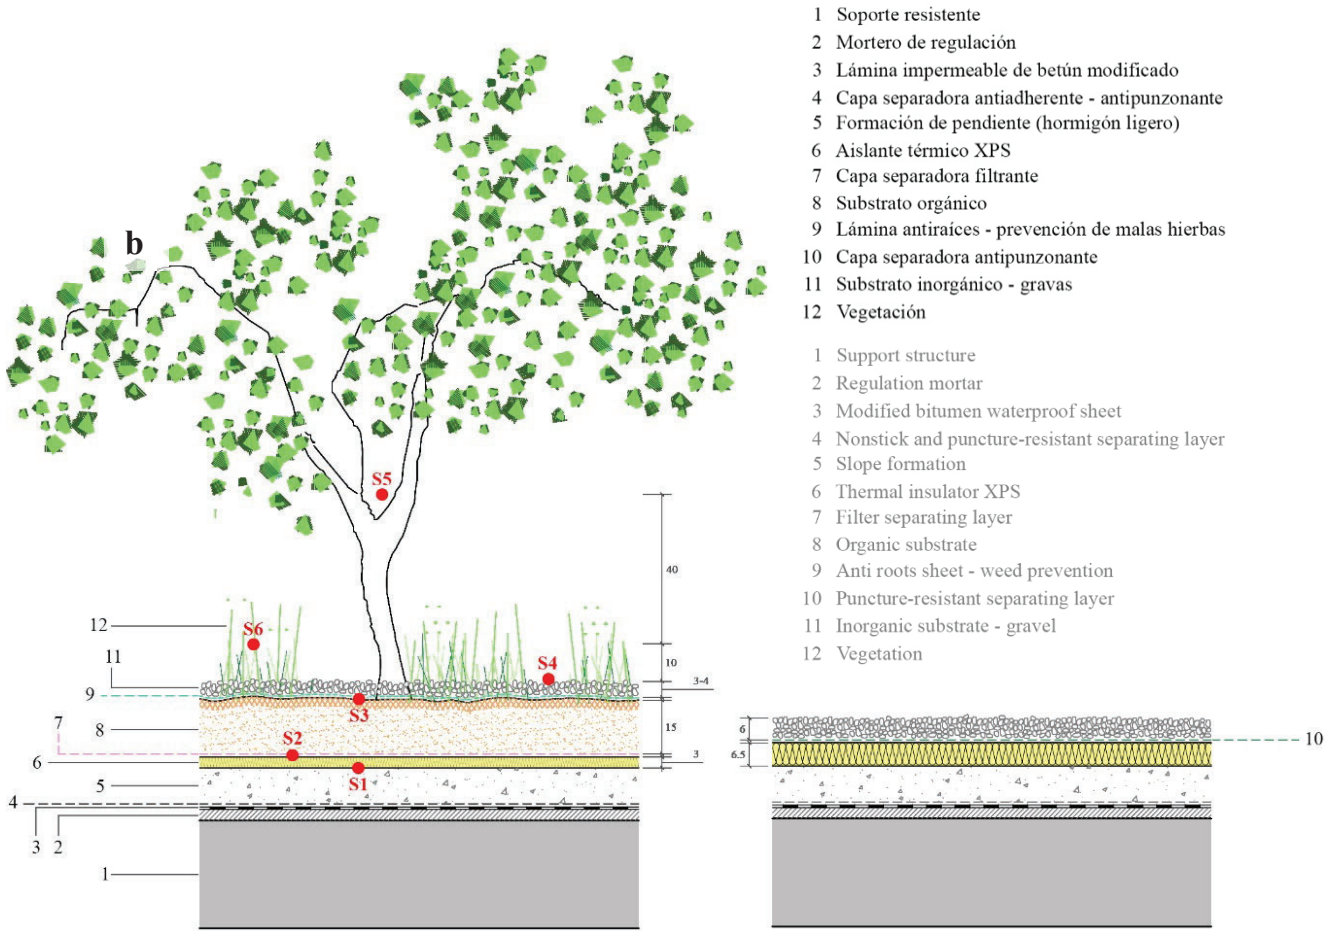 1 Soporte resistente
2 Mortero de regulación
3 Lámina impermeable de betún modificado
4 Capa separadora antiadherente - antipunzonante
5 Formación de pendiente (hormigón ligero)
6 Aislante térmico XPS
7 Capa separadora filtrante
8 Substrato orgánico
9 Lámina antiraíces - prevención de malas hierbas
10 Capa separadora antipunzonante
11 Substrato inorgánico - gravas
12 Vegetación
1 Support structure
2 Regulation mortar
3 Modified bitumen waterproof sheet
4 Nonstick and puncture-resistant separating layer
5 Slope formation
6 Thermal insulator XPS
7 Filter separating layer
8 Organic substrate
9 Anti roots sheet - weed prevention
10 Puncture-resistant separating layer
11 Inorganic substrate - gravel
12 Vegetation
b
S5
40
12
S6
11
S4
10
3-4
9
S3
7
8
15
S2
3
6
S1
5
4
3
2
1
6
6.5
10